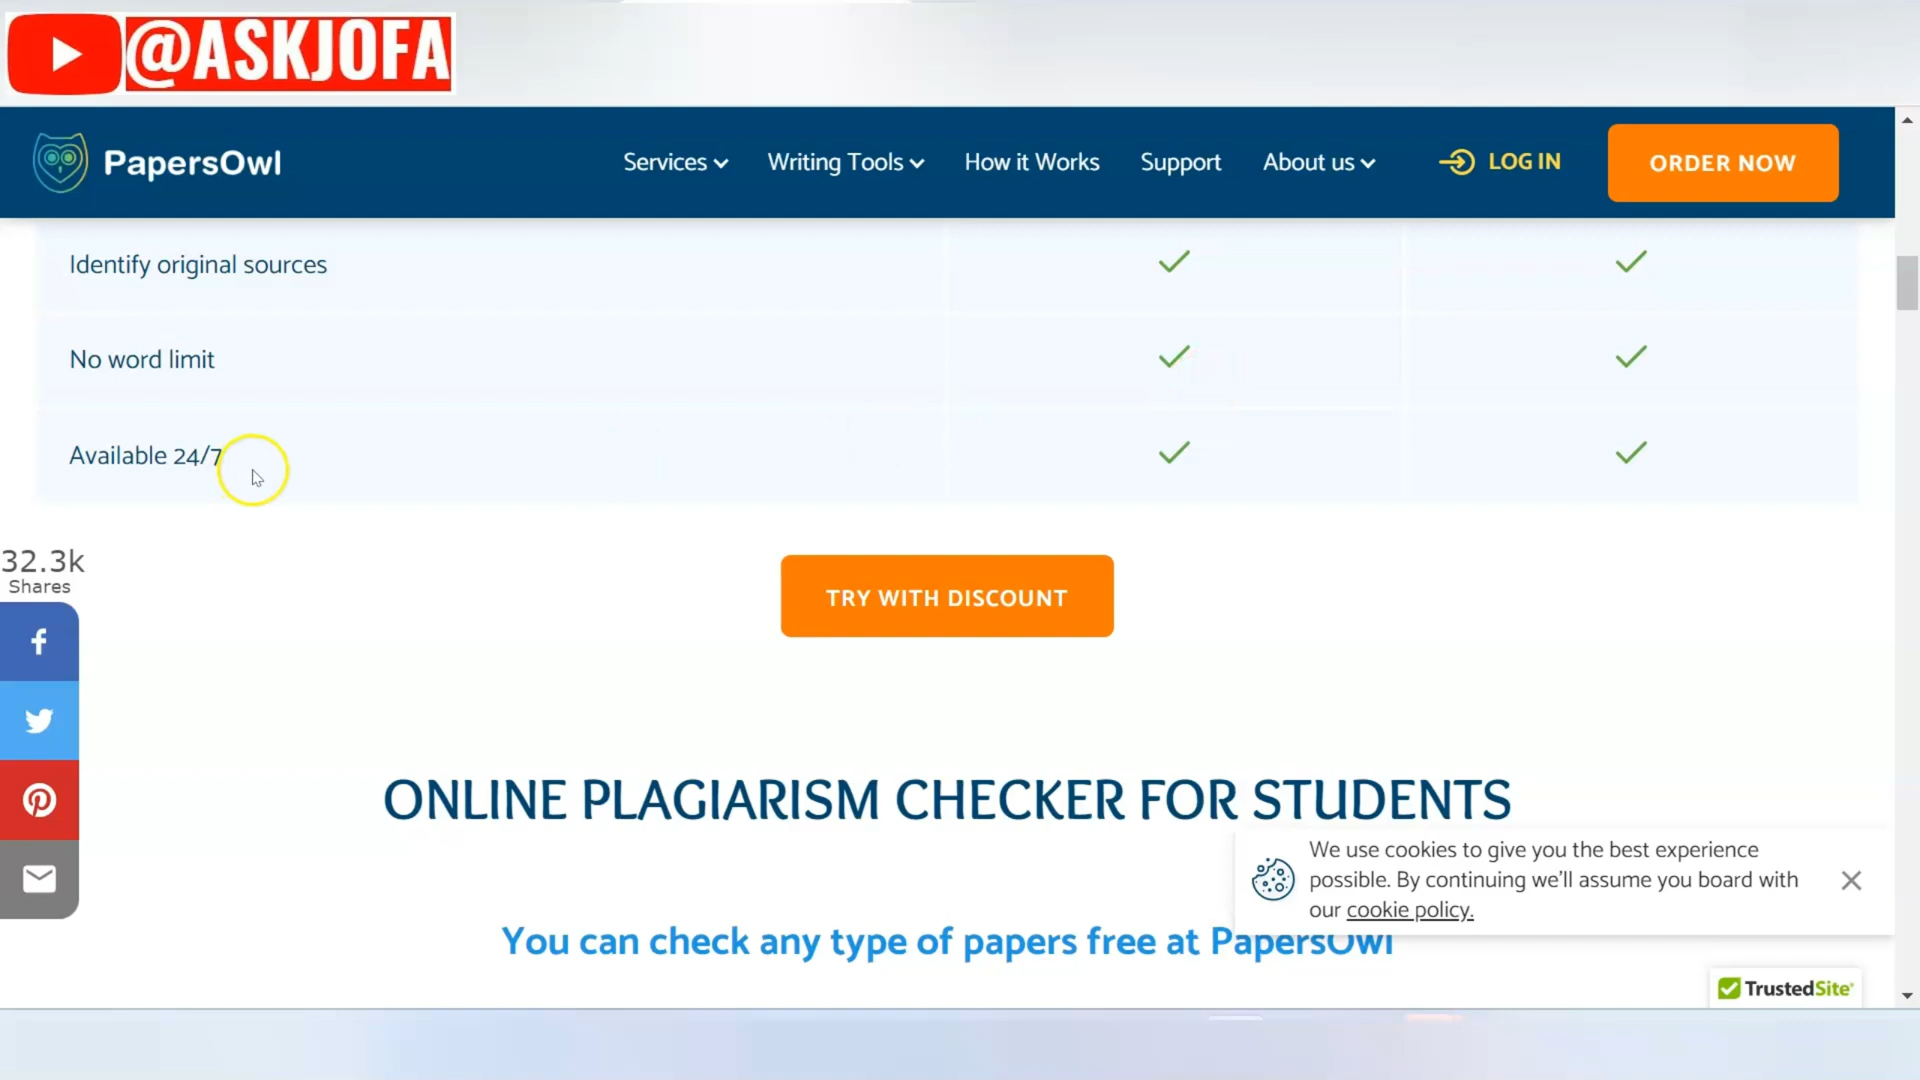 @ASKJOFA
PapersOwl
Services
Writing Tools
How it Works
Support
About us
LOG IN
ORDER NOW
Identify original sources
No word limit
Available 24/7
32.3k
Shares
TRY WITH DISCOUNT
ONLINE PLAGIARISM CHECKER FOR STUDENTS
We use cookies to give you the best experience
possible. By continuing we'll assume you board with
our cookie policy.
You can check any type of papers free at PapersOwl
TrustedSite